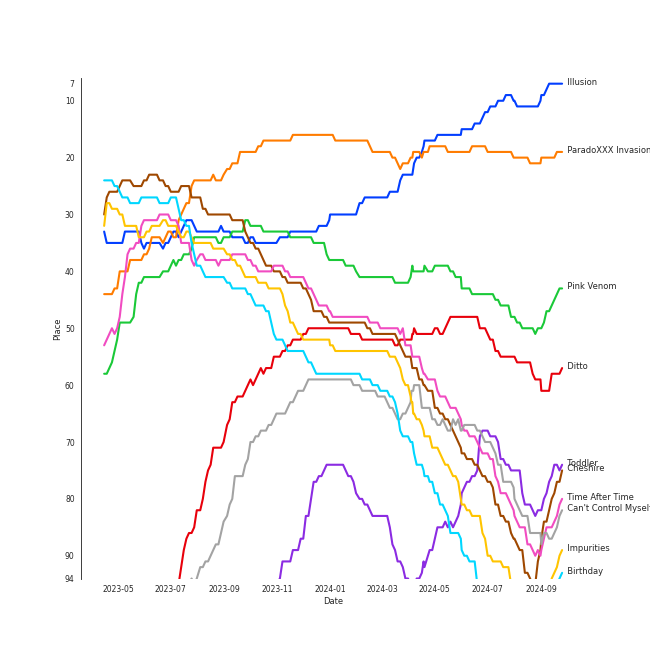 7
10
20
30
40
50
60
70
80
90
94
Place
Illusion
ParadoXXX Invasion
Pink Venom
Ditto
Toddler
Cheshire
Time After Time
Can't Control Myself
Impurities
Birthday
2023-05
2023-07
2023-09
2023-11
2024-01
2024-03
2024-05
2024-07
2024-09
Date